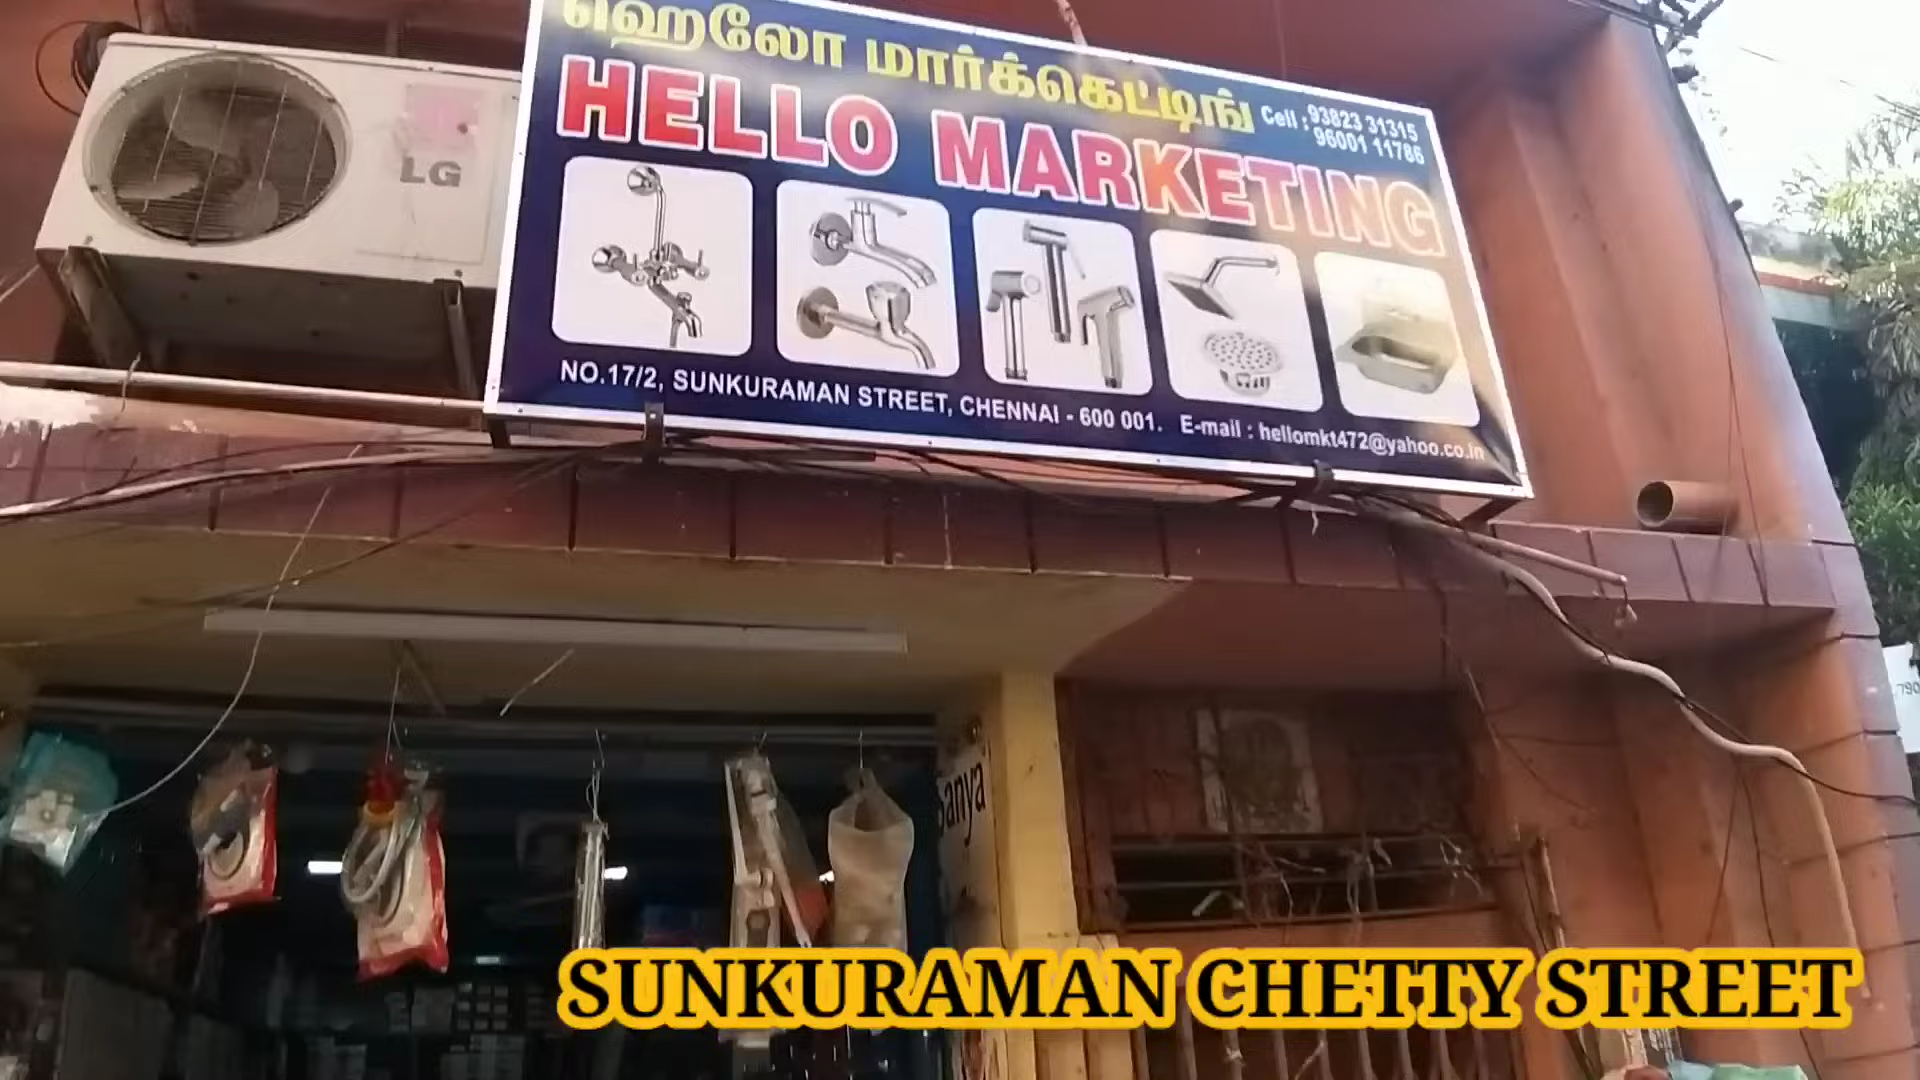 ஹெலோ மார்க்கெட்டிங்
HELLO MARKETING
Cell : 93823 31315
96001 11786
LG
NO.17/2, SUNKURAMAN STREET, CHENNAI - 600 001. E-mail : hellomkt472@yahoo.co.in
790
SUNKURAMAN CHETTY STREET